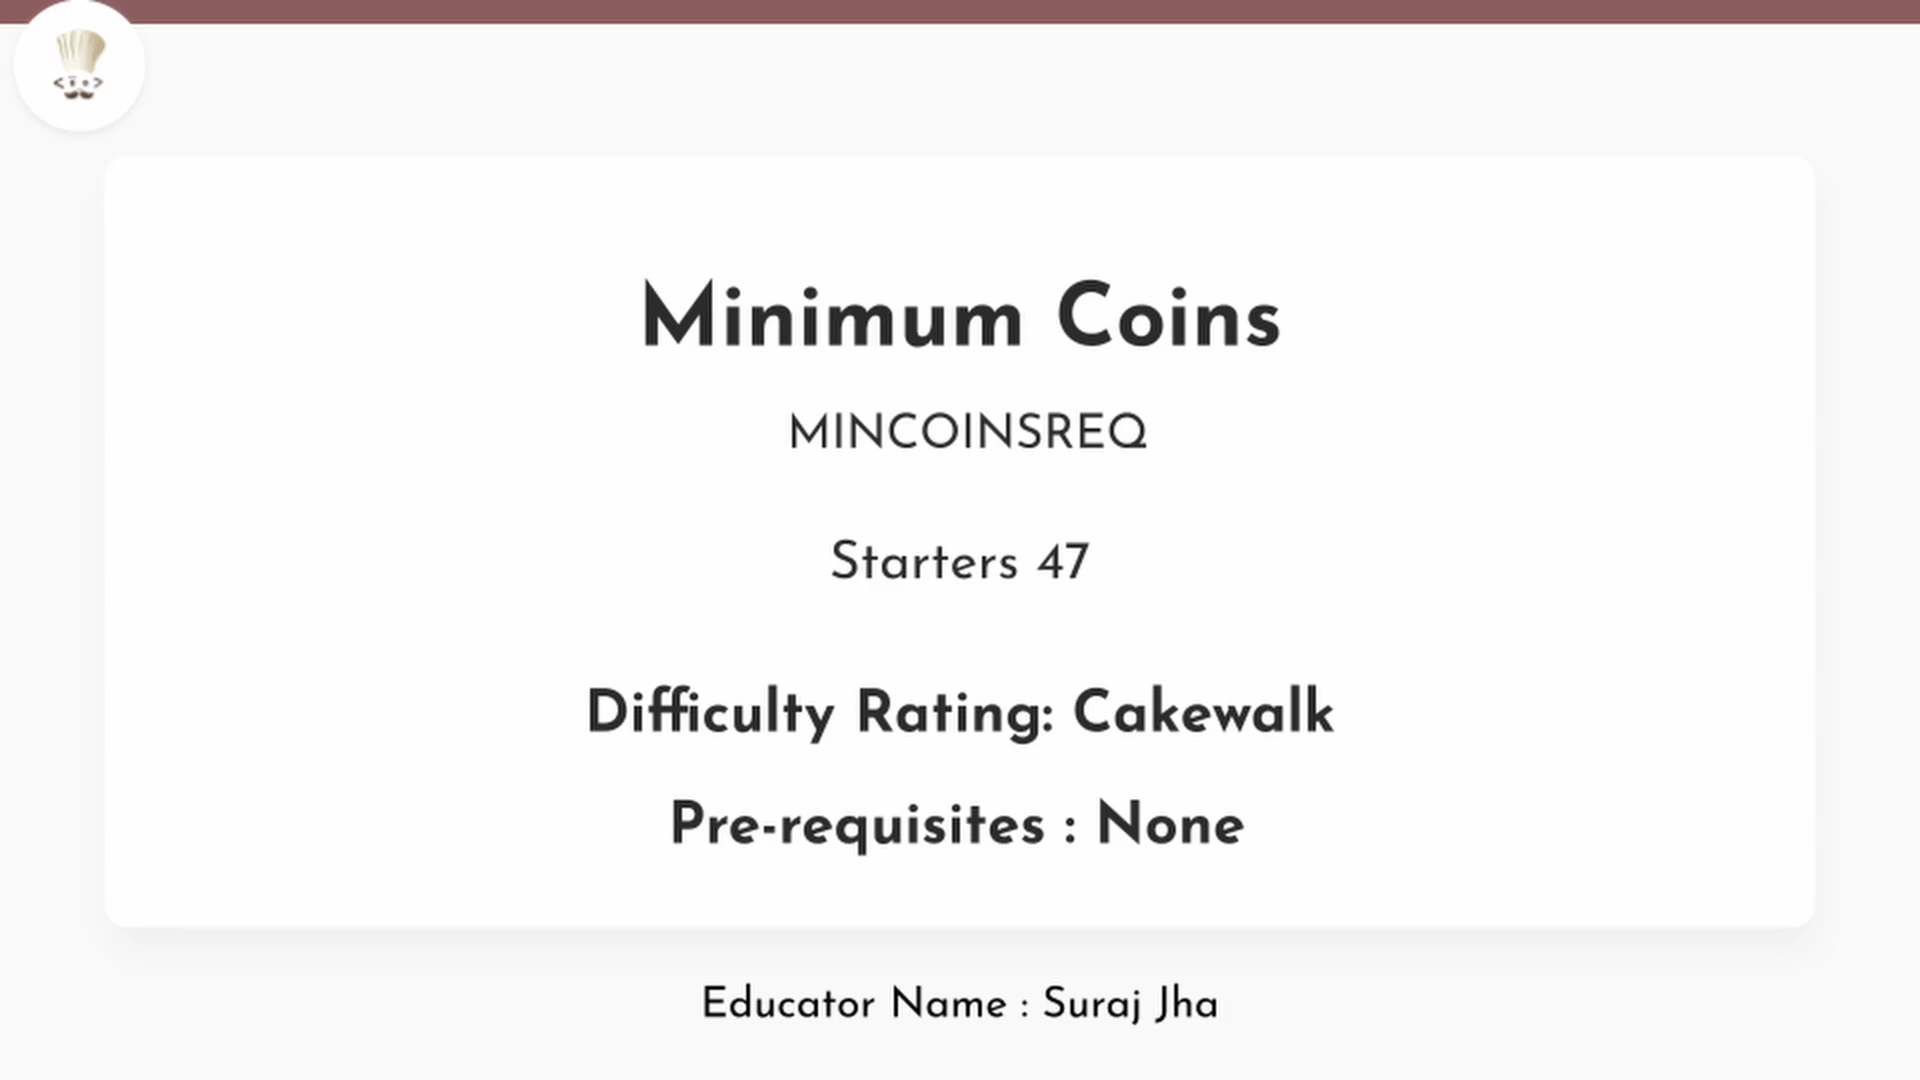 Minimum Coins
MINCOINSREQ
Starters 47
Difficulty Rating: Cakewalk
Pre-requisites : None
Educator Name : Suraj Jha